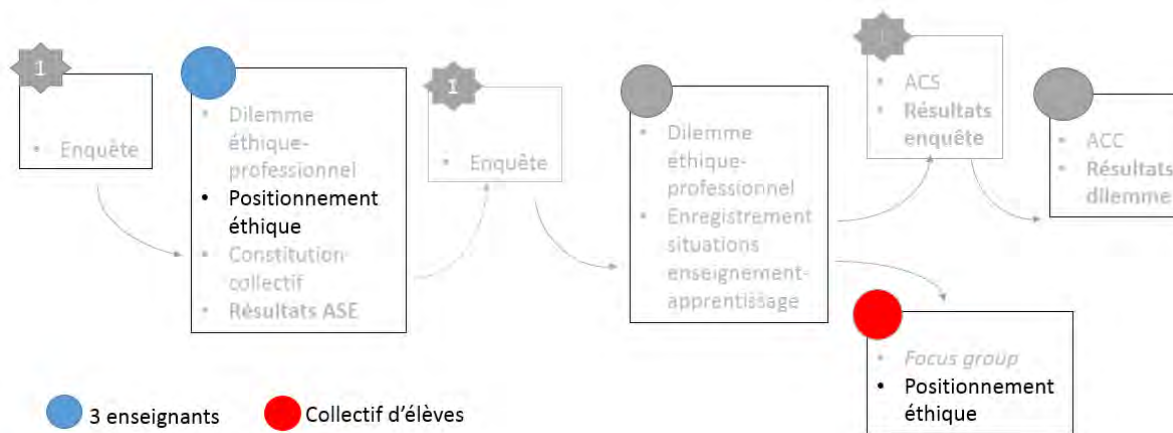 1
• Enquête
• Dilemme
éthique-
professionnel
• Positionnement
éthique
• Constitution
collectif
• Résultats ASE
1
• Enquête
• Dilemme
éthique-
professionnel
• Enregistrement
situations
enseignement-
apprentissage
1
• ACS
• Résultats
enquête
• ACC
• Résultats
dilemme
• Focus group
• Positionnement
éthique
3 enseignants
Collectif d'élèves